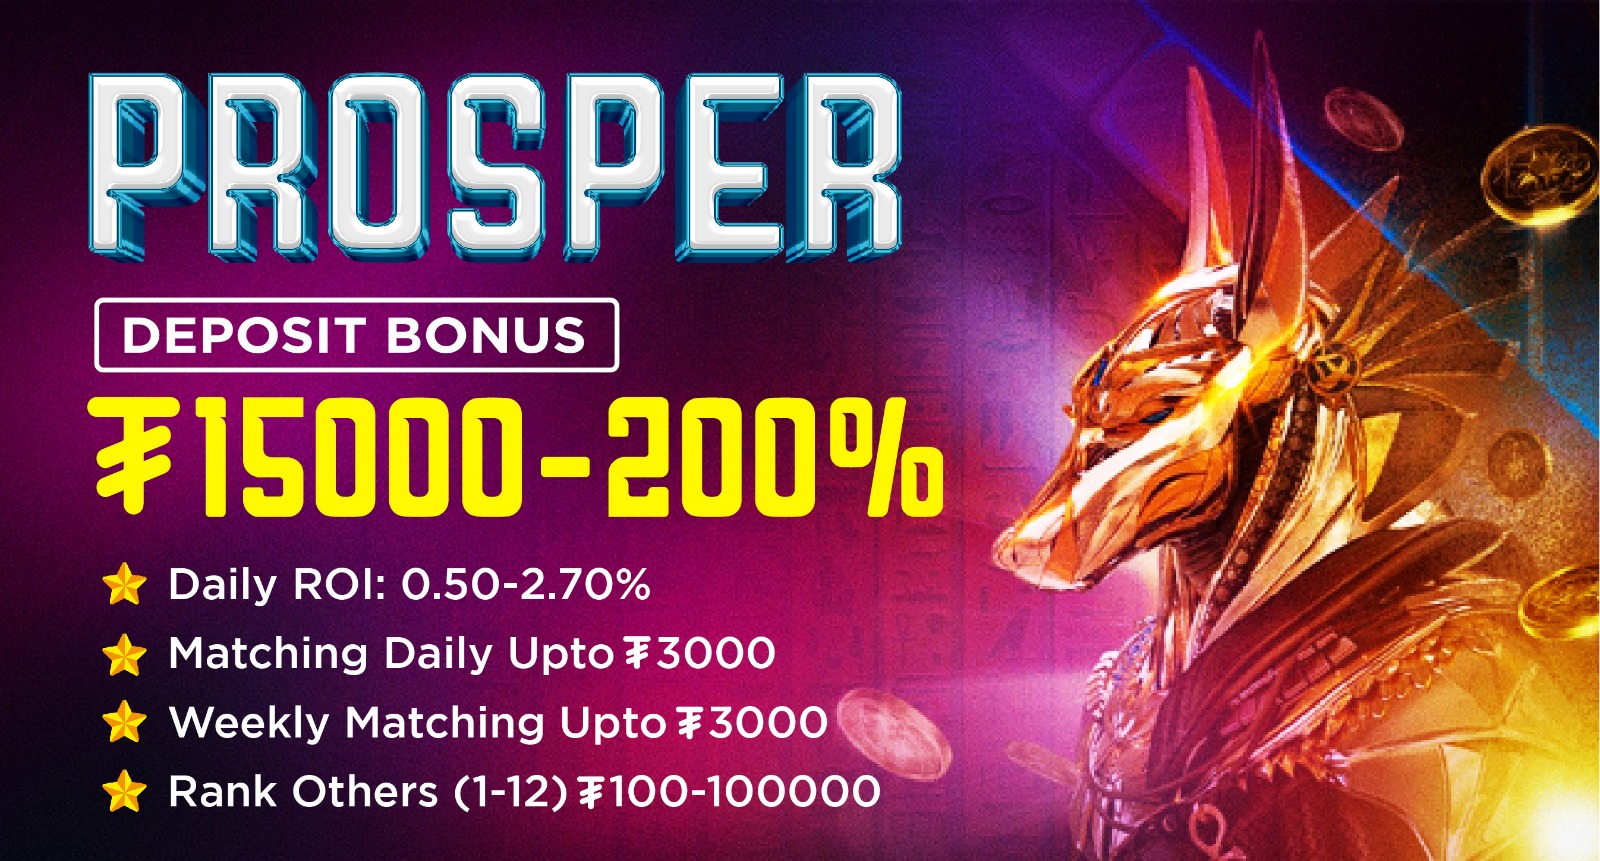 PROSPER
DEPOSIT BONUS
₮15000-200%
Daily ROI: 0.50-2.70%
Matching Daily Upto ₮3000
Weekly Matching Upto ₮3000
Rank Others (1-12) ₮100-100000